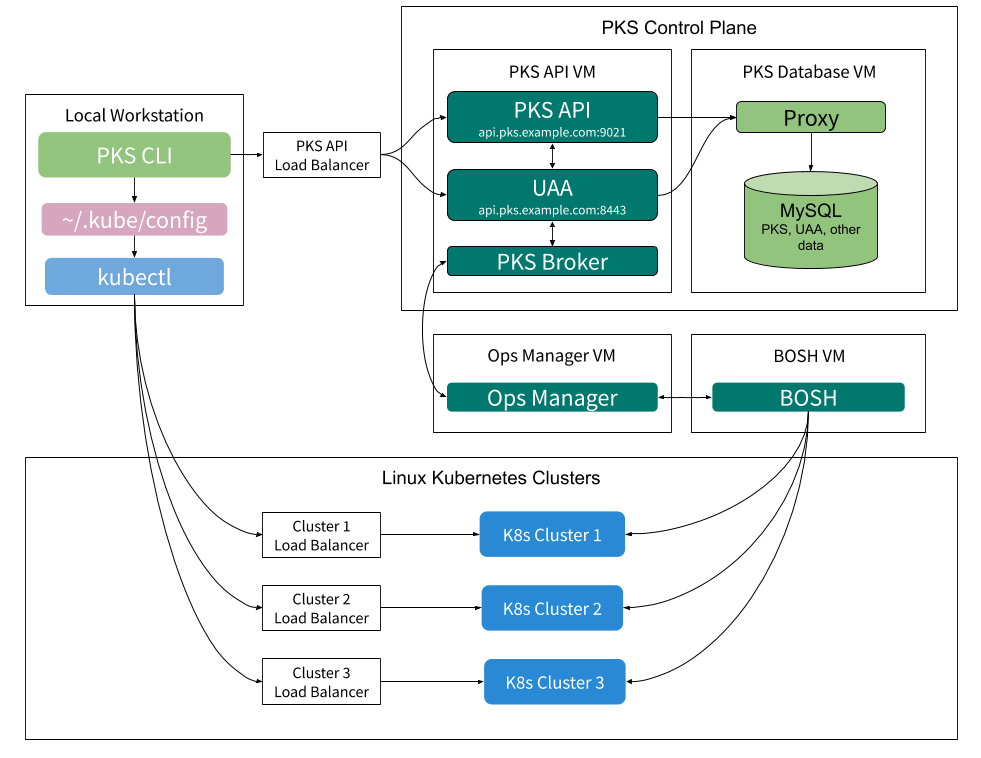 PKS Control Plane
PKS API VM
PKS Database VM
Local Workstation
PKS CLI
~/.kube/config
kubectl
PKS API
Load Balancer
PKS API
api.pks.example.com:9021
UAA
api.pks.example.com:8443
PKS Broker
Proxy
MySQL
PKS, UAA, other
data
Ops Manager VM
Ops Manager
BOSH VM
BOSH
Linux Kubernetes Clusters
Cluster 1
Load Balancer
K8s Cluster 1
Cluster 2
Load Balancer
K8s Cluster 2
Cluster 3
Load Balancer
K8s Cluster 3